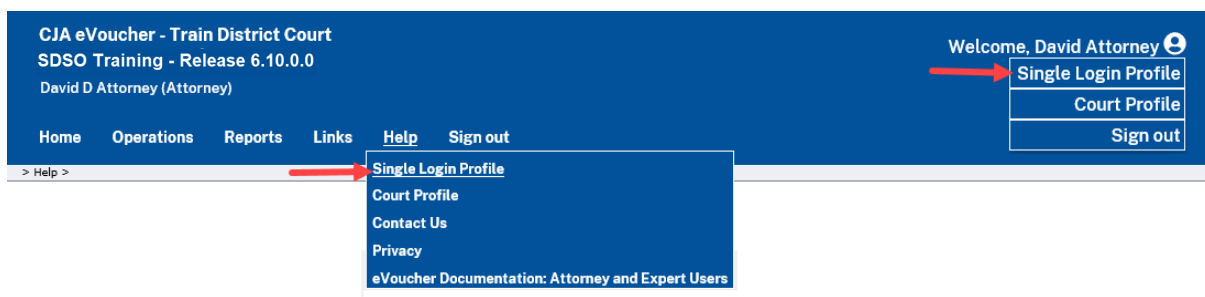 CJA eVoucher - Train District Court
SDSO Training - Release 6.10.0.0
David D Attorney (Attorney)
Welcome, David Attorney
Single Login Profile
Court Profile
Sign out
Home Operations Reports Links Help Sign out
> Help >
Single Login Profile
Court Profile
Contact Us
Privacy
eVoucher Documentation: Attorney and Expert Users